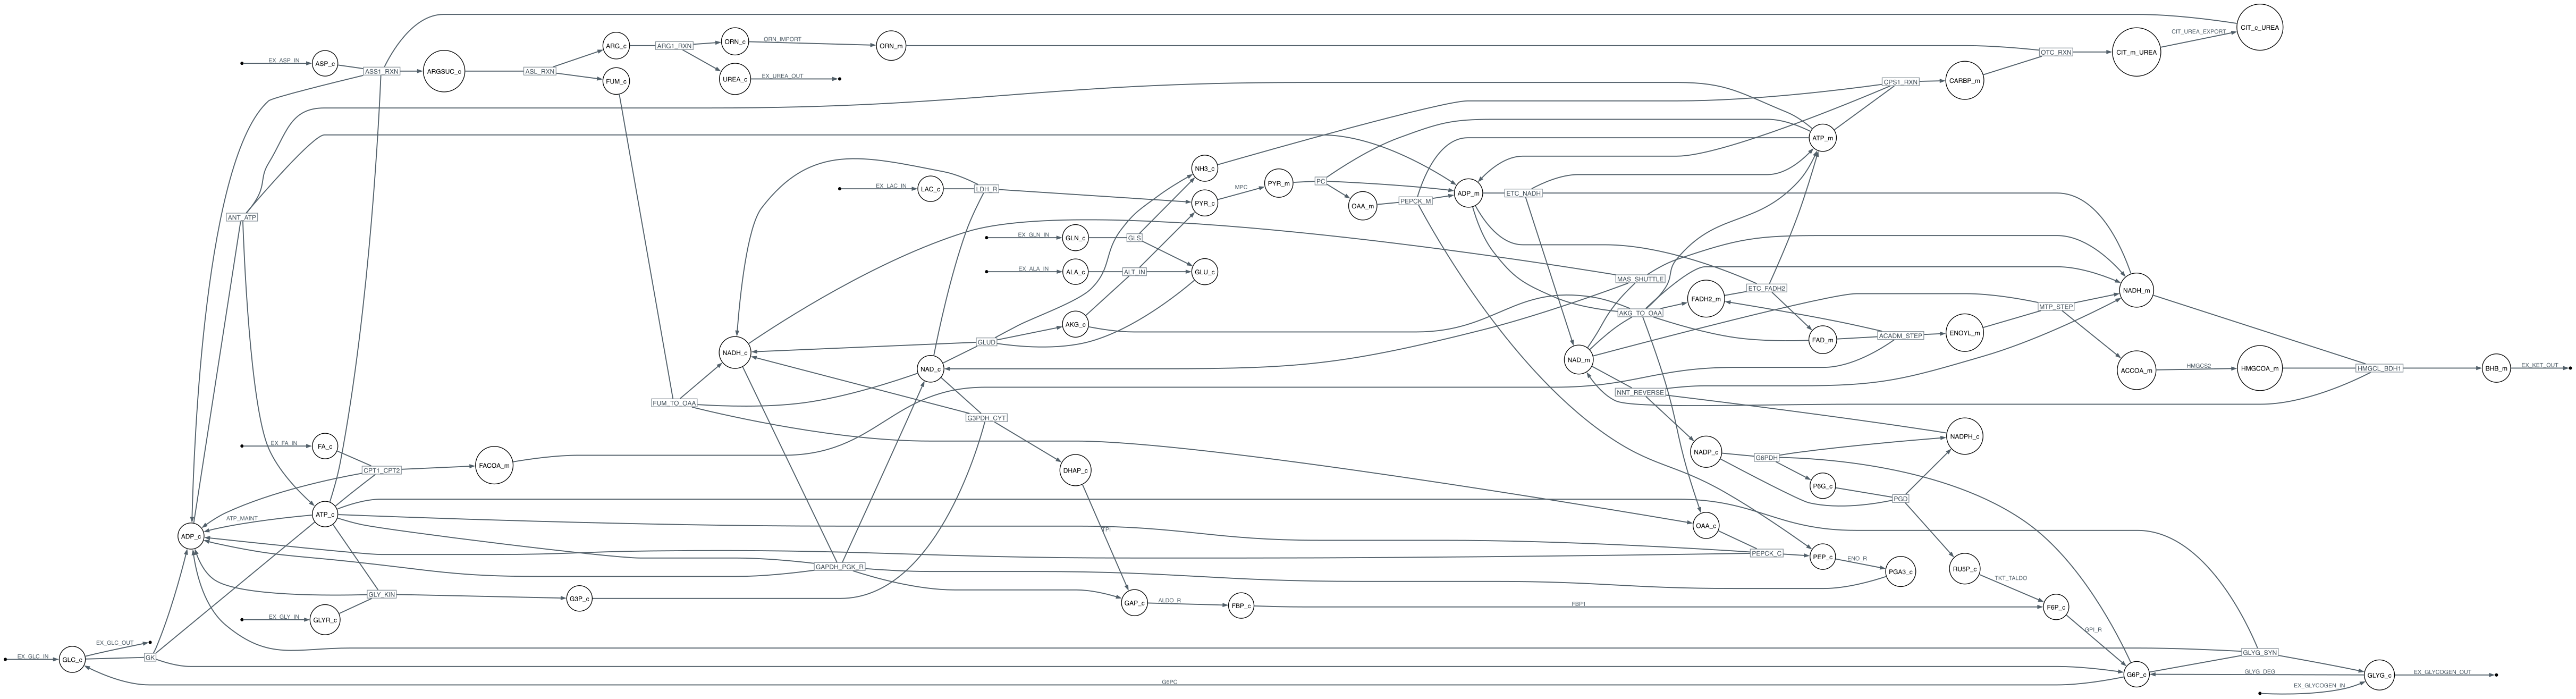 CIT_c_UREA
CIT_UREA_EXPORT
ORN_IMPORT
ARG_c
ARG1_RXN
ORN_c
ORN_m
OTC_RXN
CIT_m_UREA
EX_ASP_IN
ASP_c
ASS1_RXN
ARGSUC_c
ASL_RXN
FUM_c
UREA_c
EX_UREA_OUT
CPS1_RXN
CARBP_m
ATP_m
NH3_c
EX_LAC_IN
LAC_c
LDH_R
PYR_c
MPC
PYR_m
PC
OAA_m
PEPCK_M
ADP_m
ETC_NADH
ANT_ATP
EX_GLN_IN
GLN_c
GLS
EX_ALA_IN
ALA_c
ALT_IN
GLU_c
MAS_SHUTTLE
ETC_FADH2
FADH2_m
NADH_m
MTP_STEP
AKG_TO_OAA
AKG_c
GLUD
FAD_m
ACADM_STEP
ENOYL_m
NADH_c
NAD_c
NAD_m
ACCOA_m
HMGCS2
HMGCOA_m
HMGCL_BDH1
BHB_m
EX_KET_OUT
NNT_REVERSE
FUM_TO_OAA
G3PDH_CYT
EX_FA_IN
FA_c
CPT1_CPT2
FACOA_m
DHAP_c
NADP_c
G6PDH
NADPH_c
P6G_c
PGD
ATP_MAINT
ATP_c
ADP_c
TPI
OAA_c
PEPCK_C
PEP_c
ENO_R
PGA3_c
RU5P_c
TKT_TALDO
GAPDH_PGK_R
GLY_KIN
G3P_c
GAP_c
ALDO_R
FBP_c
FBP1
F6P_c
EX_GLY_IN
GLYR_c
GPI_R
EX_GLC_OUT
EX_GLC_IN
GLC_c
GK
GLYG_SYN
G6P_c
GLYG_DEG
GLYG_c
EX_GLYCOGEN_OUT
G6PC
EX_GLYCOGEN_IN